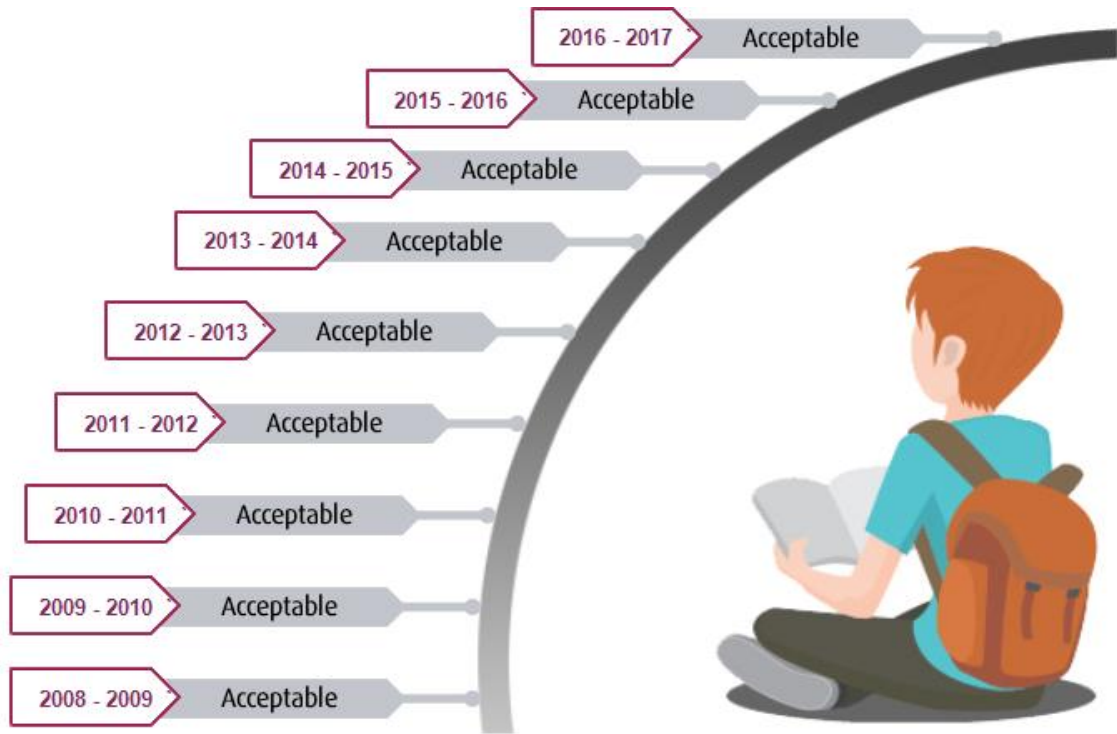 2016 - 2017 Acceptable
2015 - 2016 Acceptable
2014 - 2015 Acceptable
2013 - 2014 Acceptable
2012 - 2013 Acceptable
2011 - 2012 Acceptable
2010 - 2011 Acceptable
2009 - 2010 Acceptable
2008 - 2009 Acceptable